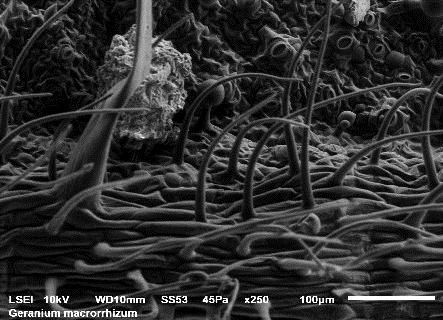 LSEI 10kV WD10mm SS53 45Pa x250 100µm
Geranium macrorrhizum